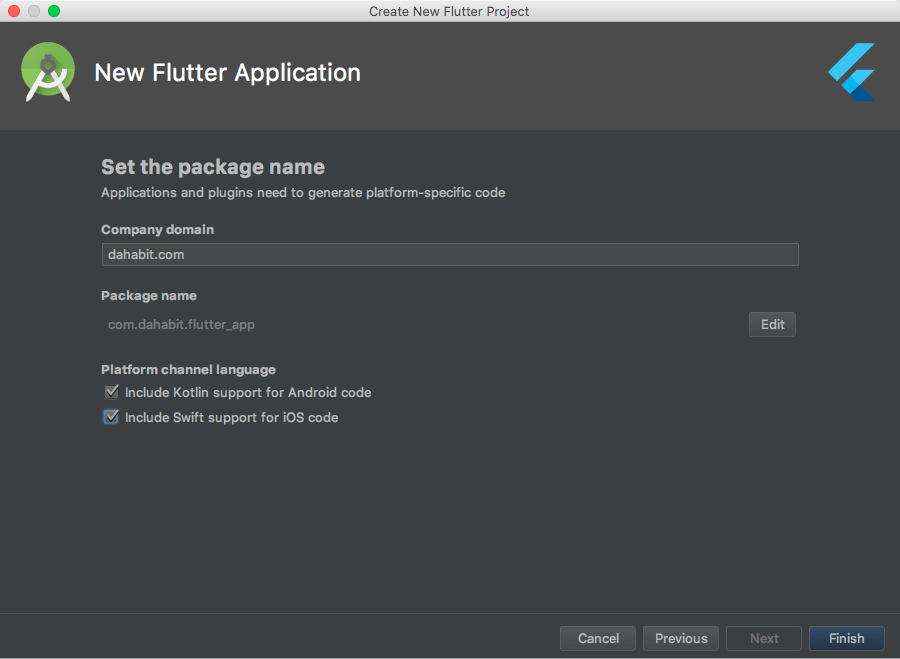 Create New Flutter Project
New Flutter Application
Set the package name
Applications and plugins need to generate platform-specific code
Company domain
dahabit.com
Package name
com.dahabit.flutter_app
Edit
Platform channel language
Include Kotlin support for Android code
Include Swift support for iOS code
Cancel Previous Next Finish